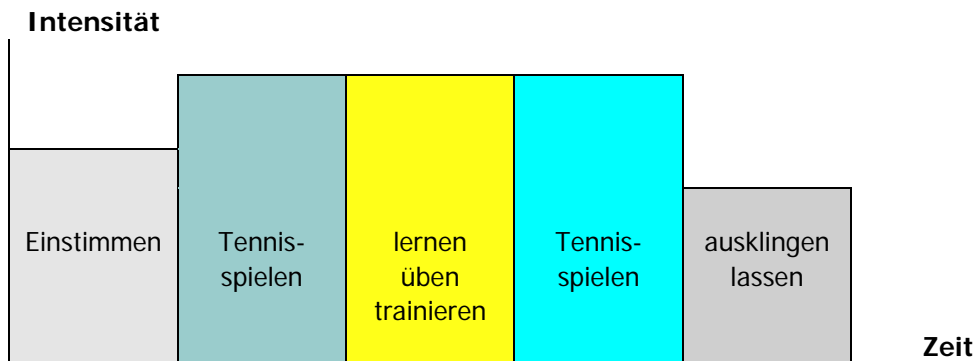 Intensität
Einstimmen
Tennis-
spielen
lernen
üben
trainieren
Tennis-
spielen
ausklingen
lassen
Zeit